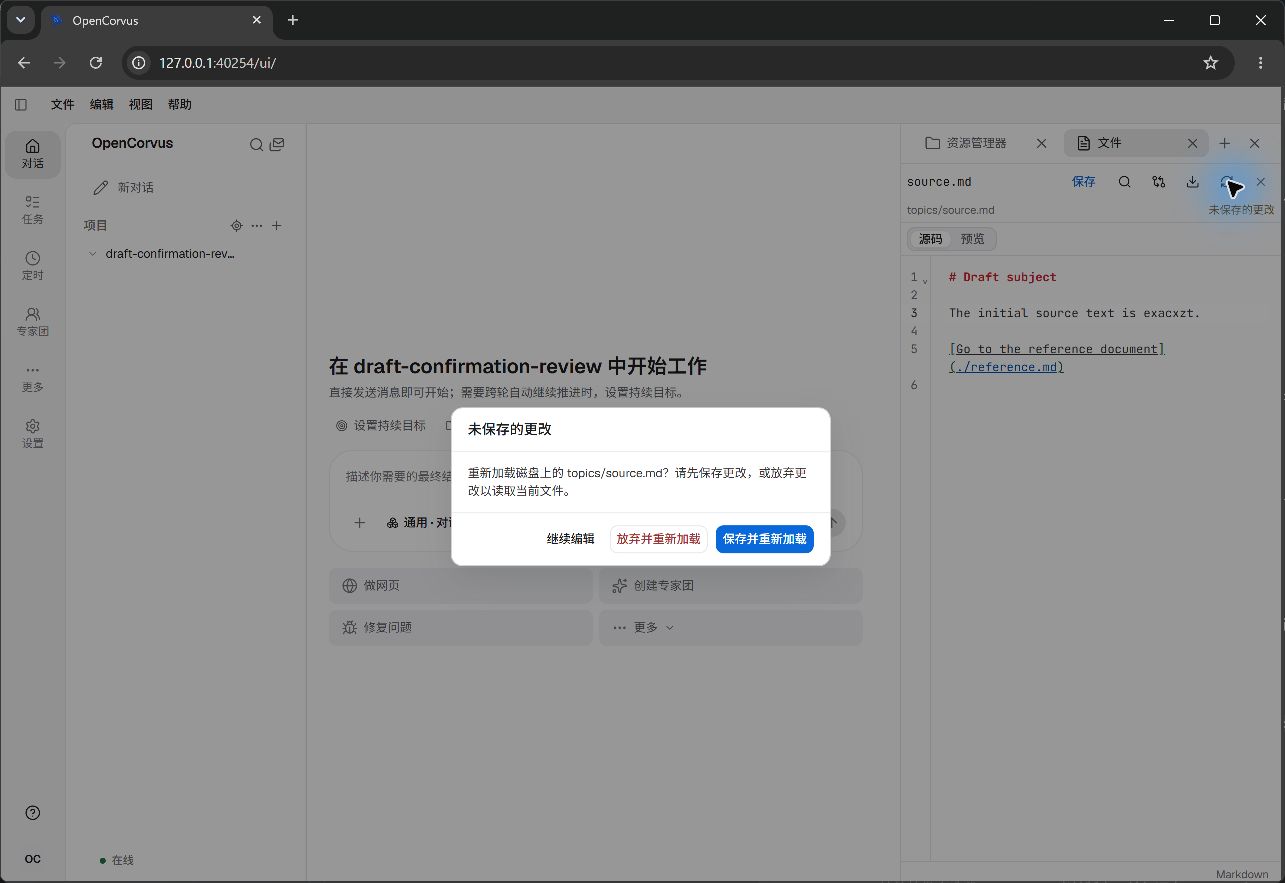 OpenCorvus
127.0.0.1:40254/ui/
文件 编辑 视图 帮助
对话
任务
定时
专家团
更多
设置
OC
OpenCorvus
新对话
项目
draft-confirmation-rev...
在线
在 draft-confirmation-review 中开始工作
直接发送消息即可开始；需要跨轮自动继续推进时，设置持续目标。
设置持续目标
描述你需要的最终结
通用 · 对话
做网页
创建专家团
修复问题
更多
未保存的更改
重新加载磁盘上的 topics/source.md？请先保存更改，或放弃更
改以读取当前文件。
继续编辑 放弃并重新加载 保存并重新加载
资源管理器
文件
source.md
保存
topics/source.md
未保存的更改
源码 预览
1 # Draft subject
2
3 The initial source text is exacxzt.
4
5 [Go to the reference document]
(./reference.md)
6
Markdown